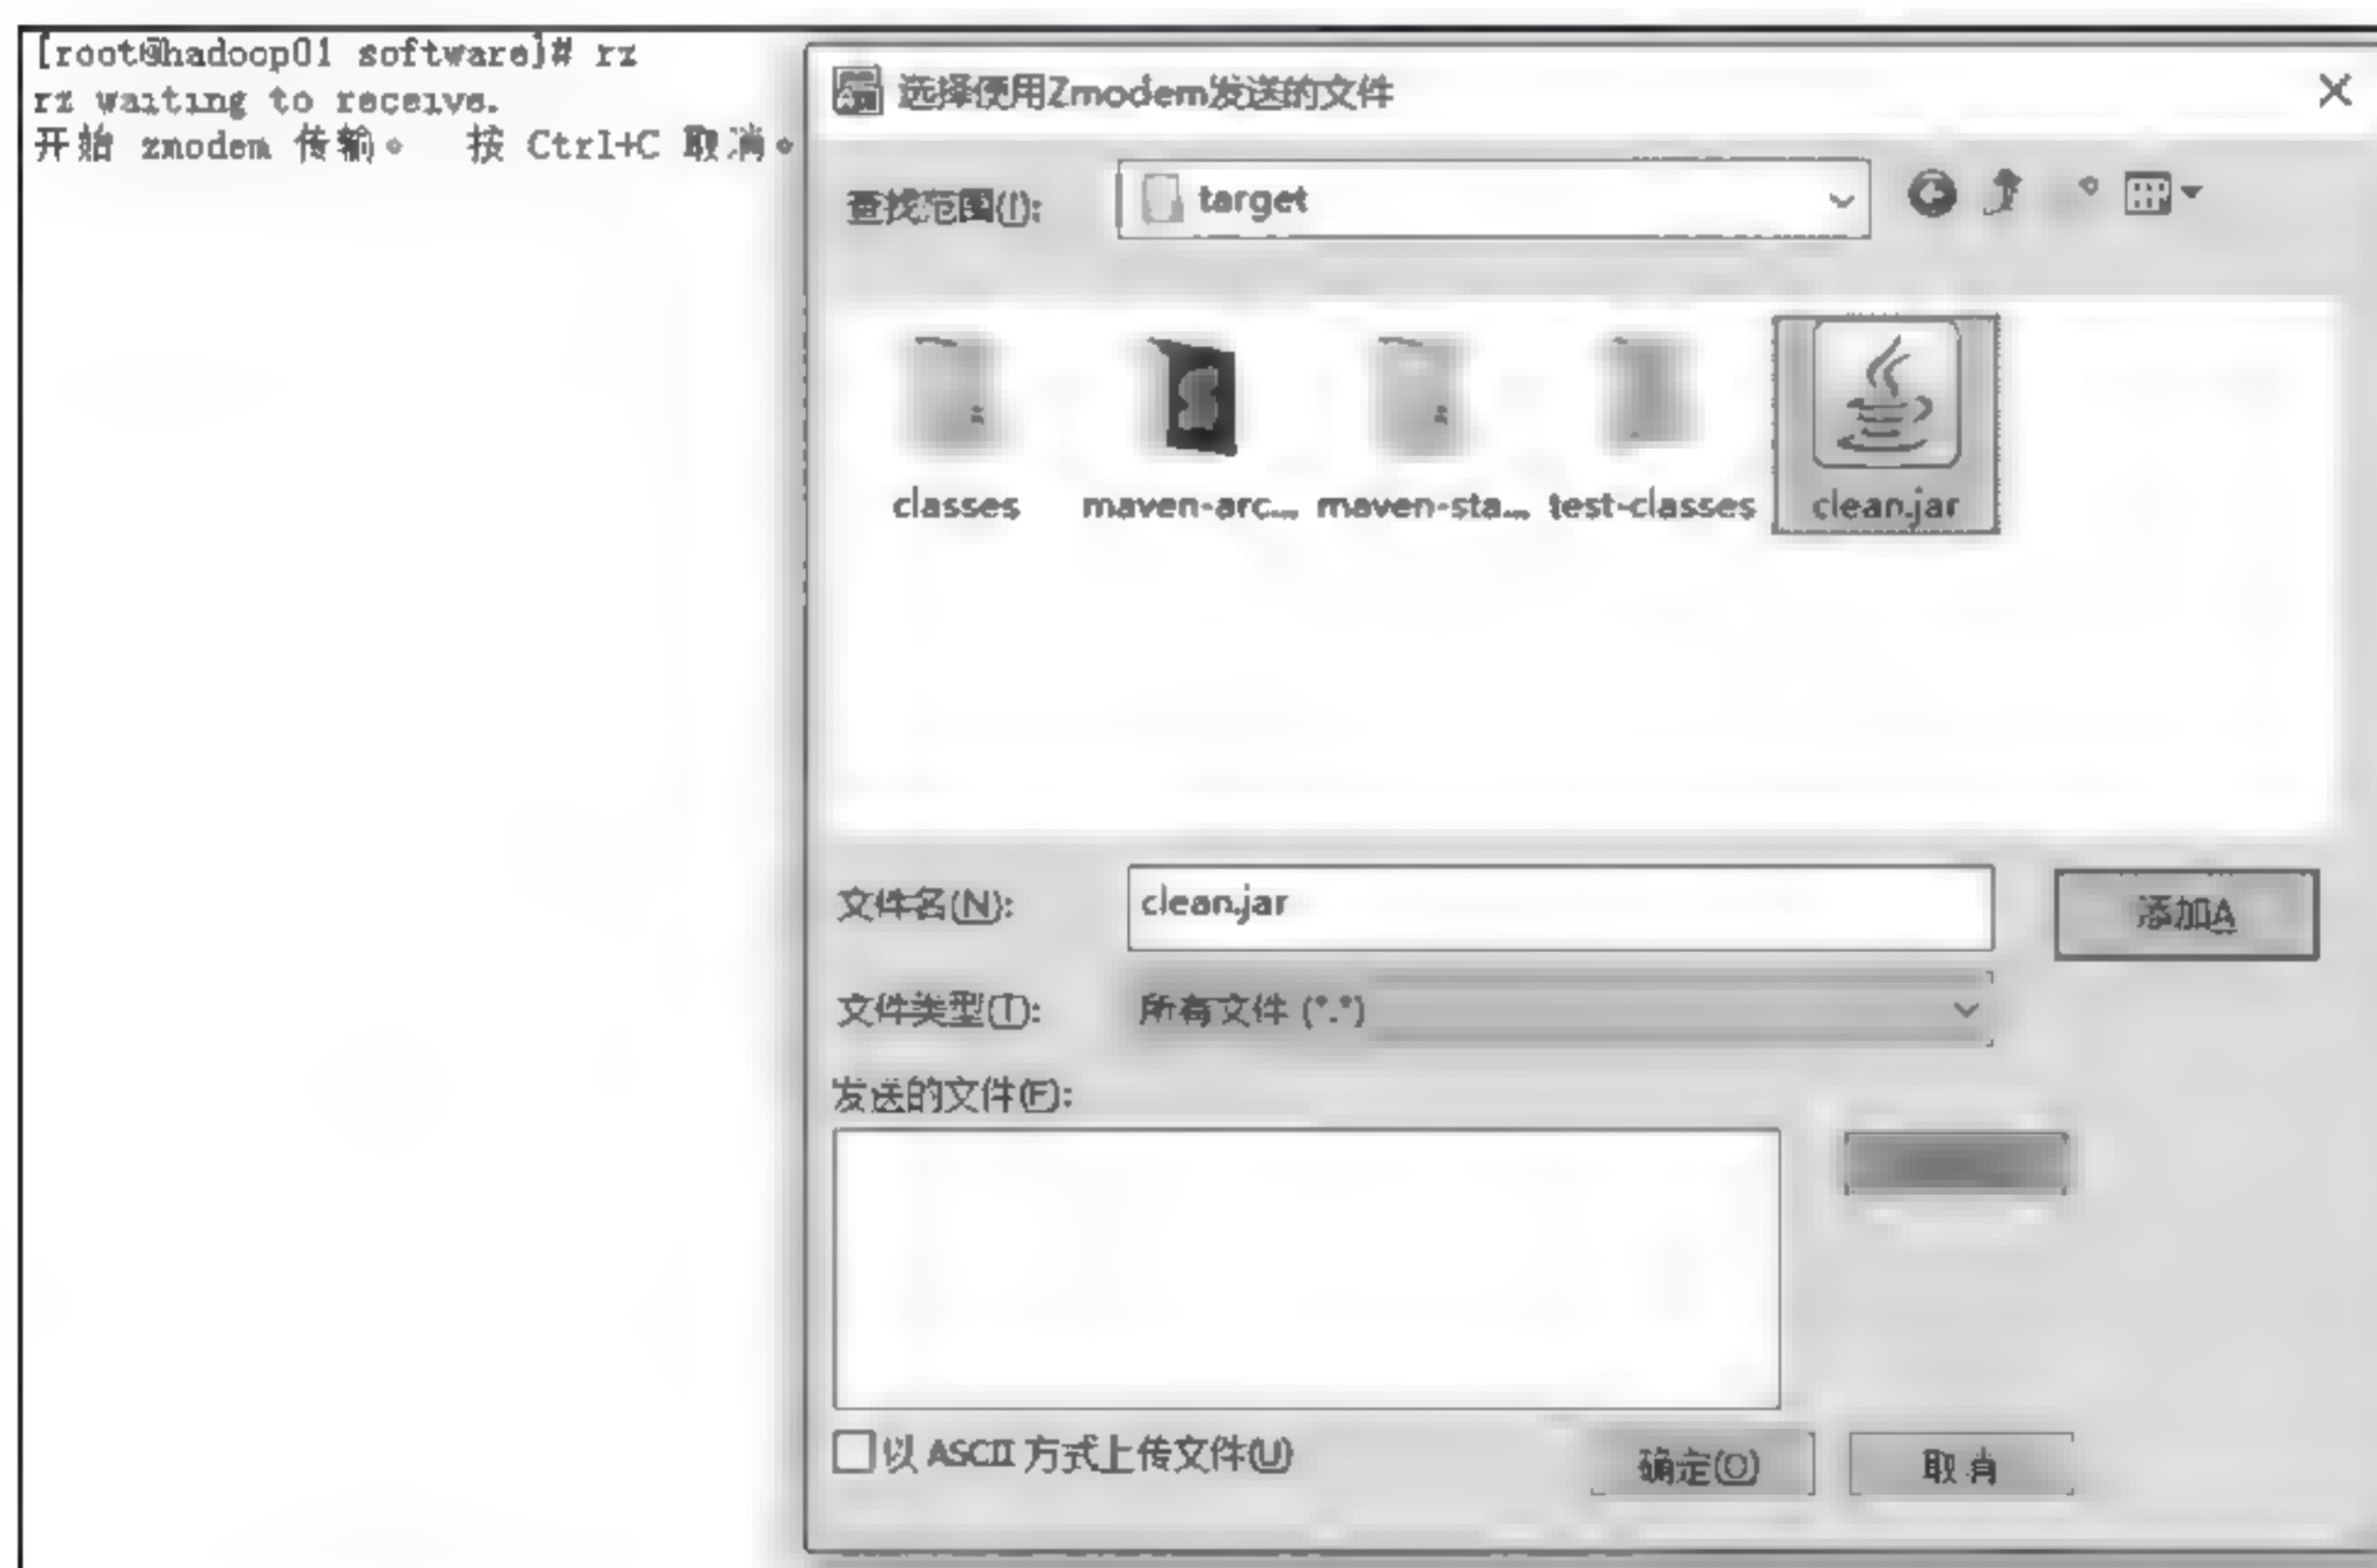 [root@hadoop01 software]# rz
rz waiting to receive.
开始 zmodem 传输。 按 Ctrl+C 取消。
选择使用Zmodem发送的文件
查找范围(I):
target
classes
maven-arc...
maven-sta...
test-classes
clean.jar
文件名(N):
clean.jar
添加A
文件类型(T):
所有文件 (*.*)
发送的文件(F):
以 ASCII 方式上传文件(U)
确定(O)
取消